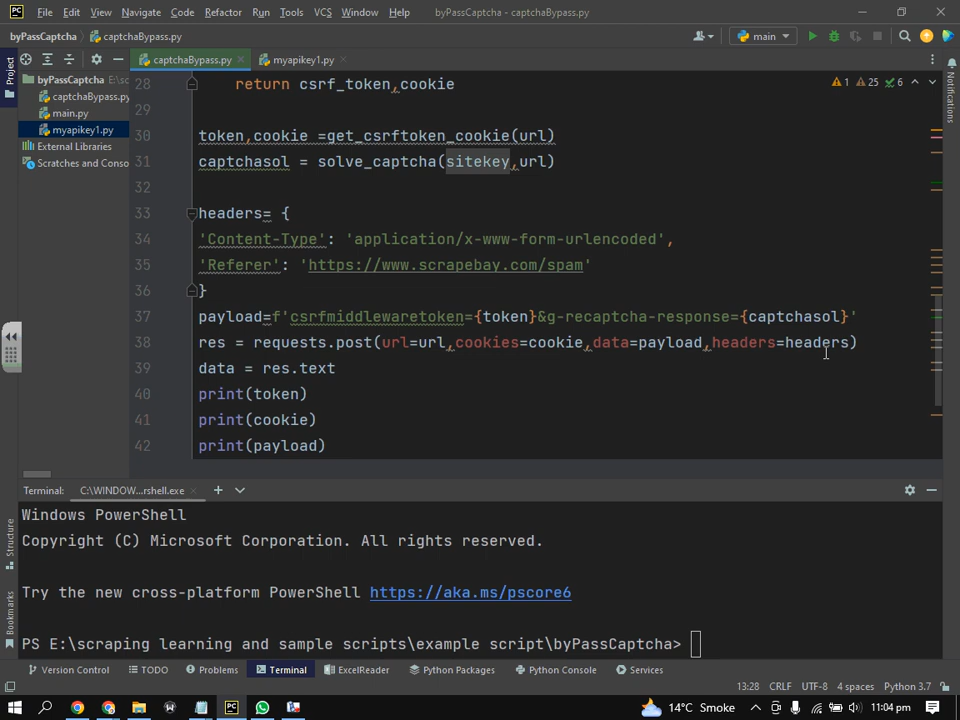 PC File Edit View Navigate Code Refactor Run Tools VCS Window Help byPassCaptcha - captchaBypass.py
byPassCaptcha captchaBypass.py main
Project captchaBypass.py myapikey1.py
byPassCaptcha E:\sc
captchaBypass.py
main.py
myapikey1.py
External Libraries
Scratches and Conso
1 25 6
Notifications
28 return csrf_token,cookie
29
30 token,cookie =get_csrftoken_cookie(url)
31 captchasol = solve_captcha(sitekey,url)
32
33 headers= {
34 'Content-Type': 'application/x-www-form-urlencoded',
35 'Referer': 'https://www.scrapebay.com/spam'
36 }
37 payload=f'csrfmiddlewaretoken={token}&g-recaptcha-response={captchasol}'
38 res = requests.post(url=url,cookies=cookie,data=payload,headers=headers)
39 data = res.text
40 print(token)
41 print(cookie)
42 print(payload)
Terminal: C:\WINDOW...rshell.exe
Windows PowerShell
Copyright (C) Microsoft Corporation. All rights reserved.
Try the new cross-platform PowerShell https://aka.ms/pscore6
PS E:\scraping learning and sample scripts\example script\byPassCaptcha>
Structure
Bookmarks
Version Control TODO Problems Terminal ExcelReader Python Packages Python Console Services
13:28 CRLF UTF-8 4 spaces Python 3.7
PC 14°C Smoke 11:04 pm